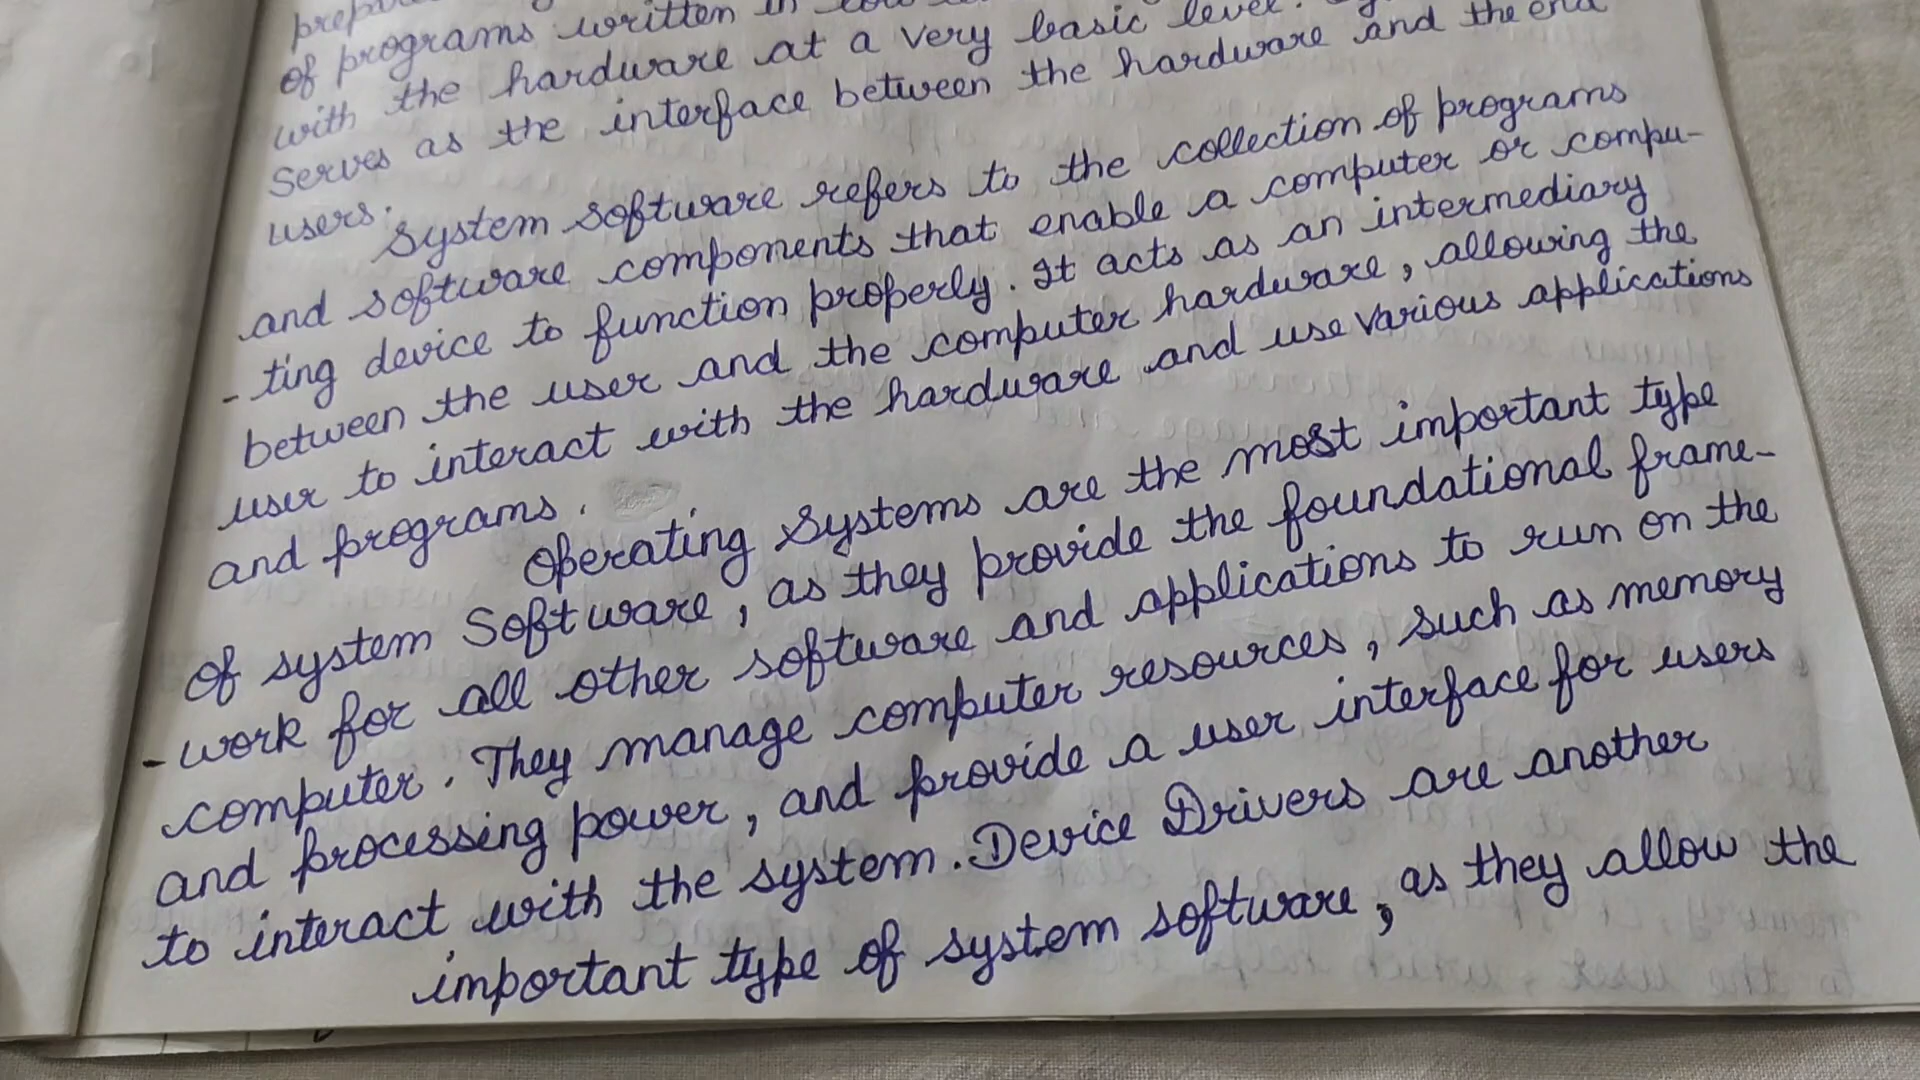 of programs written in
with the hardware at a very basic level.
serves as the interface between the hardware and the end
users.
System software refers to the collection of programs
and software components that enable a computer or compu-
-ting device to function properly. It acts as an intermediary
between the user and the computer hardware, allowing the
user to interact with the hardware and use various applications
and programs.
Operating Systems are the most important type
of system Software, as they provide the foundational frame-
-work for all other software and applications to run on the
computer. They manage computer resources, such as memory
and processing power, and provide a user interface for users
to interact with the system. Device Drivers are another
important type of system software, as they allow the